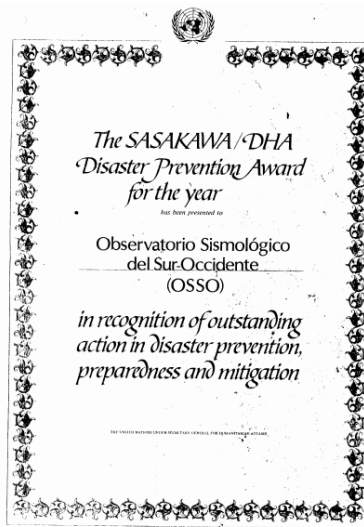 The SASAKAWA/DHA
Disaster Prevention Award
for the year
has been presented to
Observatorio Sismológico
del Sur-Occidente
(OSSO)
in recognition of outstanding
action in disaster prevention,
preparedness and mitigation
THE UNITED NATIONS UNDER-SECRETARY-GENERAL FOR HUMANITARIAN AFFAIRS